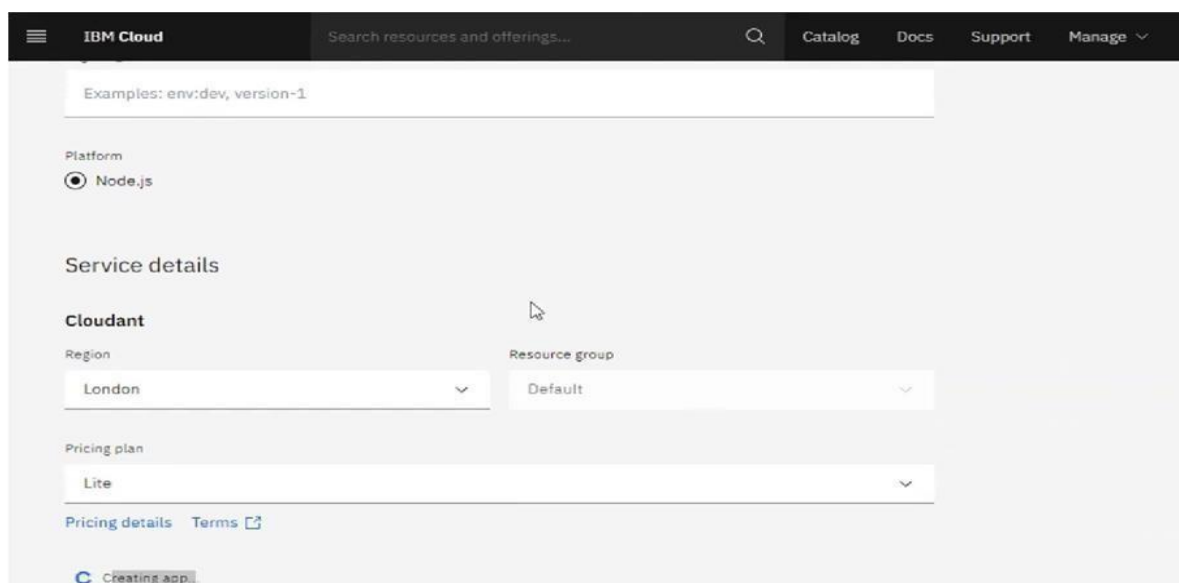 IBM Cloud Search resources and offerings... Catalog Docs Support Manage
Examples: env:dev, version-1
Platform
Node.js
Service details
Cloudant
Region Resource group
London Default
Pricing plan
Lite
Pricing details Terms
Creating app...